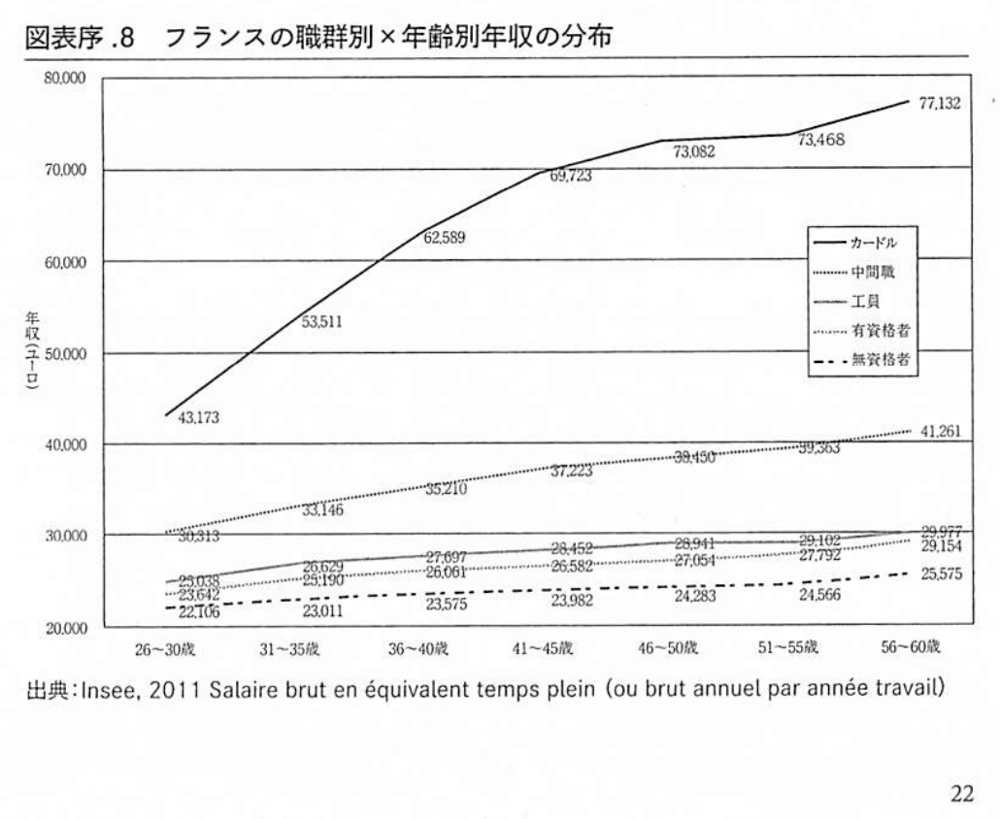 図表序.8 フランスの職群別×年齢別年収の分布
80,000
70,000
60,000
50,000
40,000
30,000
20,000
年収(ユーロ)
77,132
73,468
73,082
69,723
62,589
53,511
43,173
カードル
中間職
工員
有資格者
無資格者
30,313 33,146 35,210 37,223 38,450 39,363 41,261
25,038 26,629 27,697 28,452 28,941 29,102 29,977
23,642 25,190 26,061 26,582 27,054 27,792 29,154
22,106 23,011 23,575 23,982 24,283 24,566 25,575
26~30歳 31~35歳 36~40歳 41~45歳 46~50歳 51~55歳 56~60歳
出典:Insee, 2011 Salaire brut en équivalent temps plein (ou brut annuel par année travail)
22